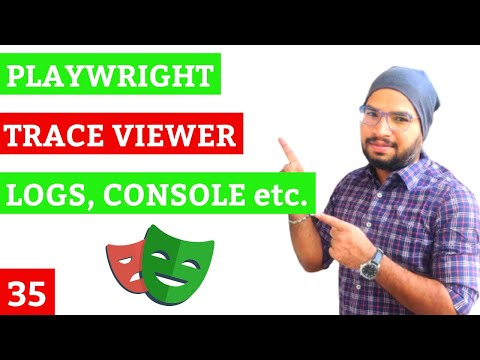 PLAYWRIGHT
TRACE VIEWER
LOGS, CONSOLE etc.
35